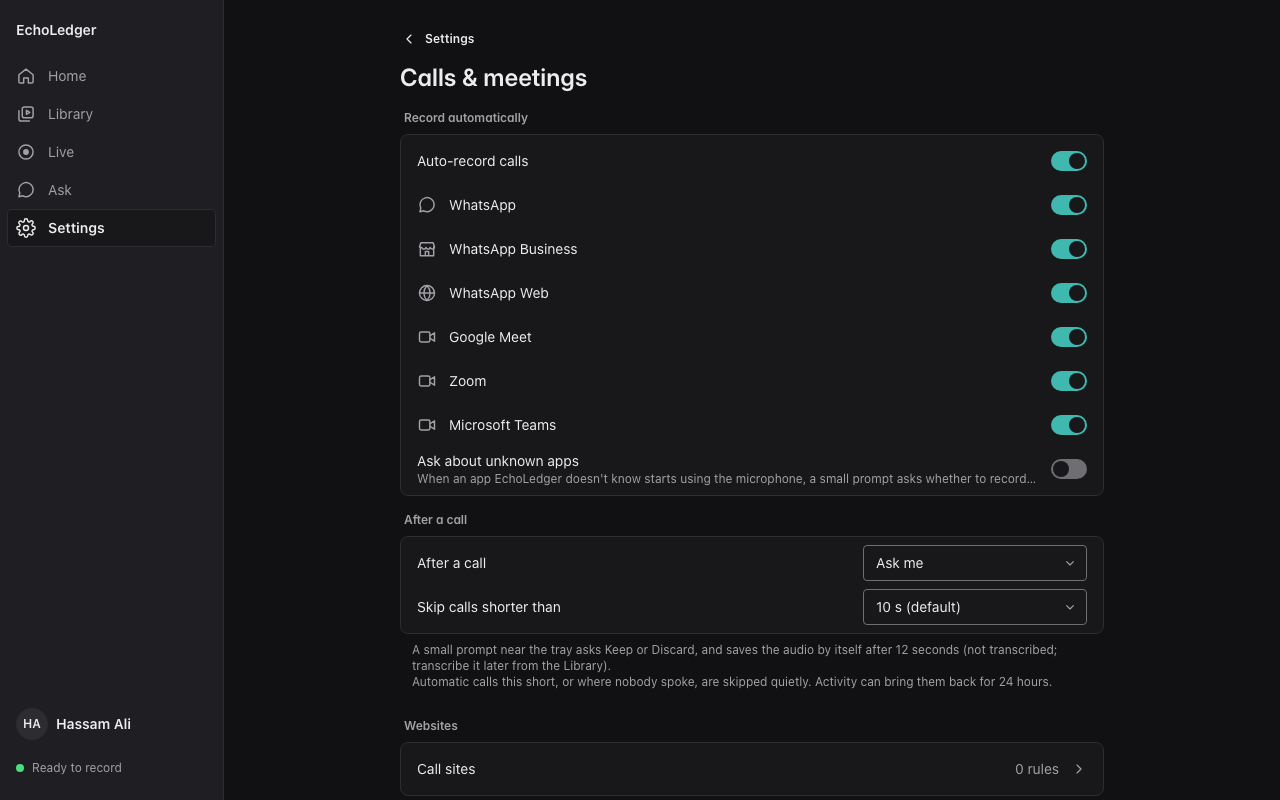 EchoLedger
Home
Library
Live
Ask
Settings
HA
Hassam Ali
Ready to record
Settings
Calls & meetings
Record automatically
Auto-record calls
WhatsApp
WhatsApp Business
WhatsApp Web
Google Meet
Zoom
Microsoft Teams
Ask about unknown apps
When an app EchoLedger doesn't know starts using the microphone, a small prompt asks whether to record...
After a call
After a call
Ask me
Skip calls shorter than
10 s (default)
A small prompt near the tray asks Keep or Discard, and saves the audio by itself after 12 seconds (not transcribed;
transcribe it later from the Library).
Automatic calls this short, or where nobody spoke, are skipped quietly. Activity can bring them back for 24 hours.
Websites
Call sites
0 rules